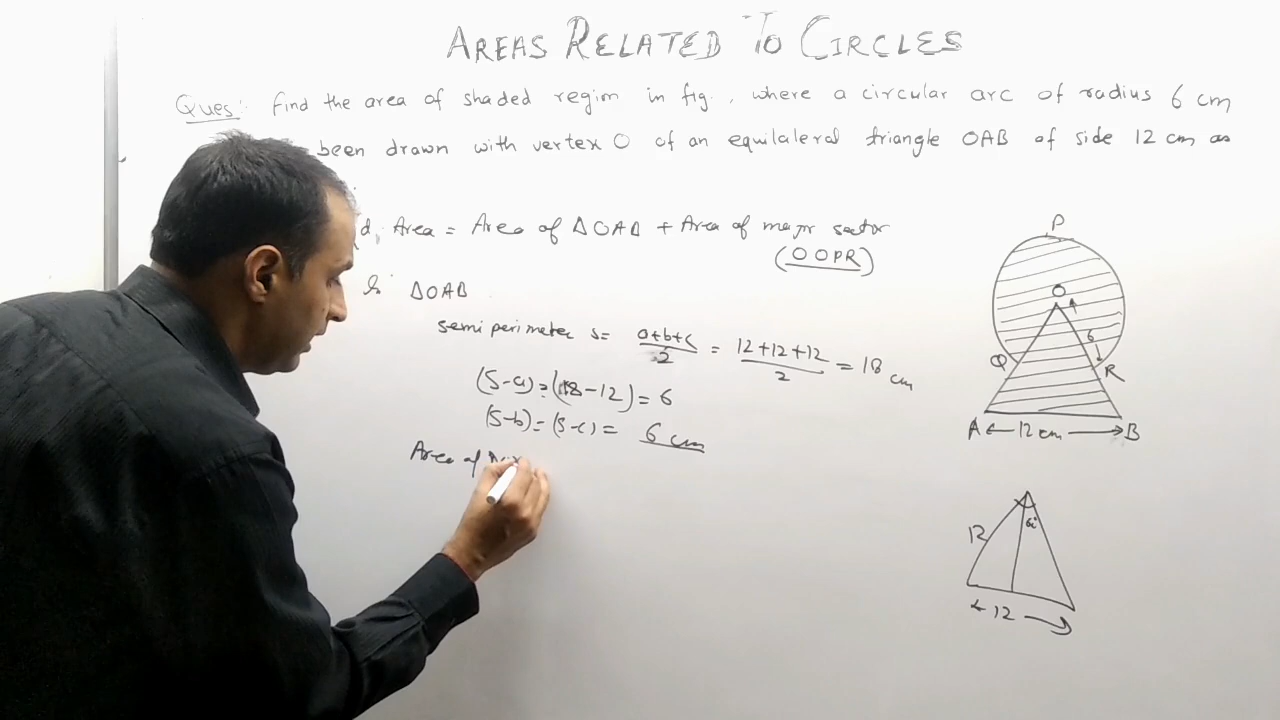 AREAS RELATED TO CIRCLES
Ques: Find the area of shaded region in fig., where a circular arc of radius 6 cm
been drawn with vertex O of an equilateral triangle OAB of side 12 cm as
d. Area = Area of ΔOAB + Area of major sector
(OQPR)
In ΔOAB
semi perimeter s = a+b+c/2 = 12+12+12/2 = 18 cm
(S-a) = (18-12) = 6
(S-b) = (S-c) = 6 cm
Area of
P
O
6
Q
R
A ← 12 cm → B
12
60°
← 12 →